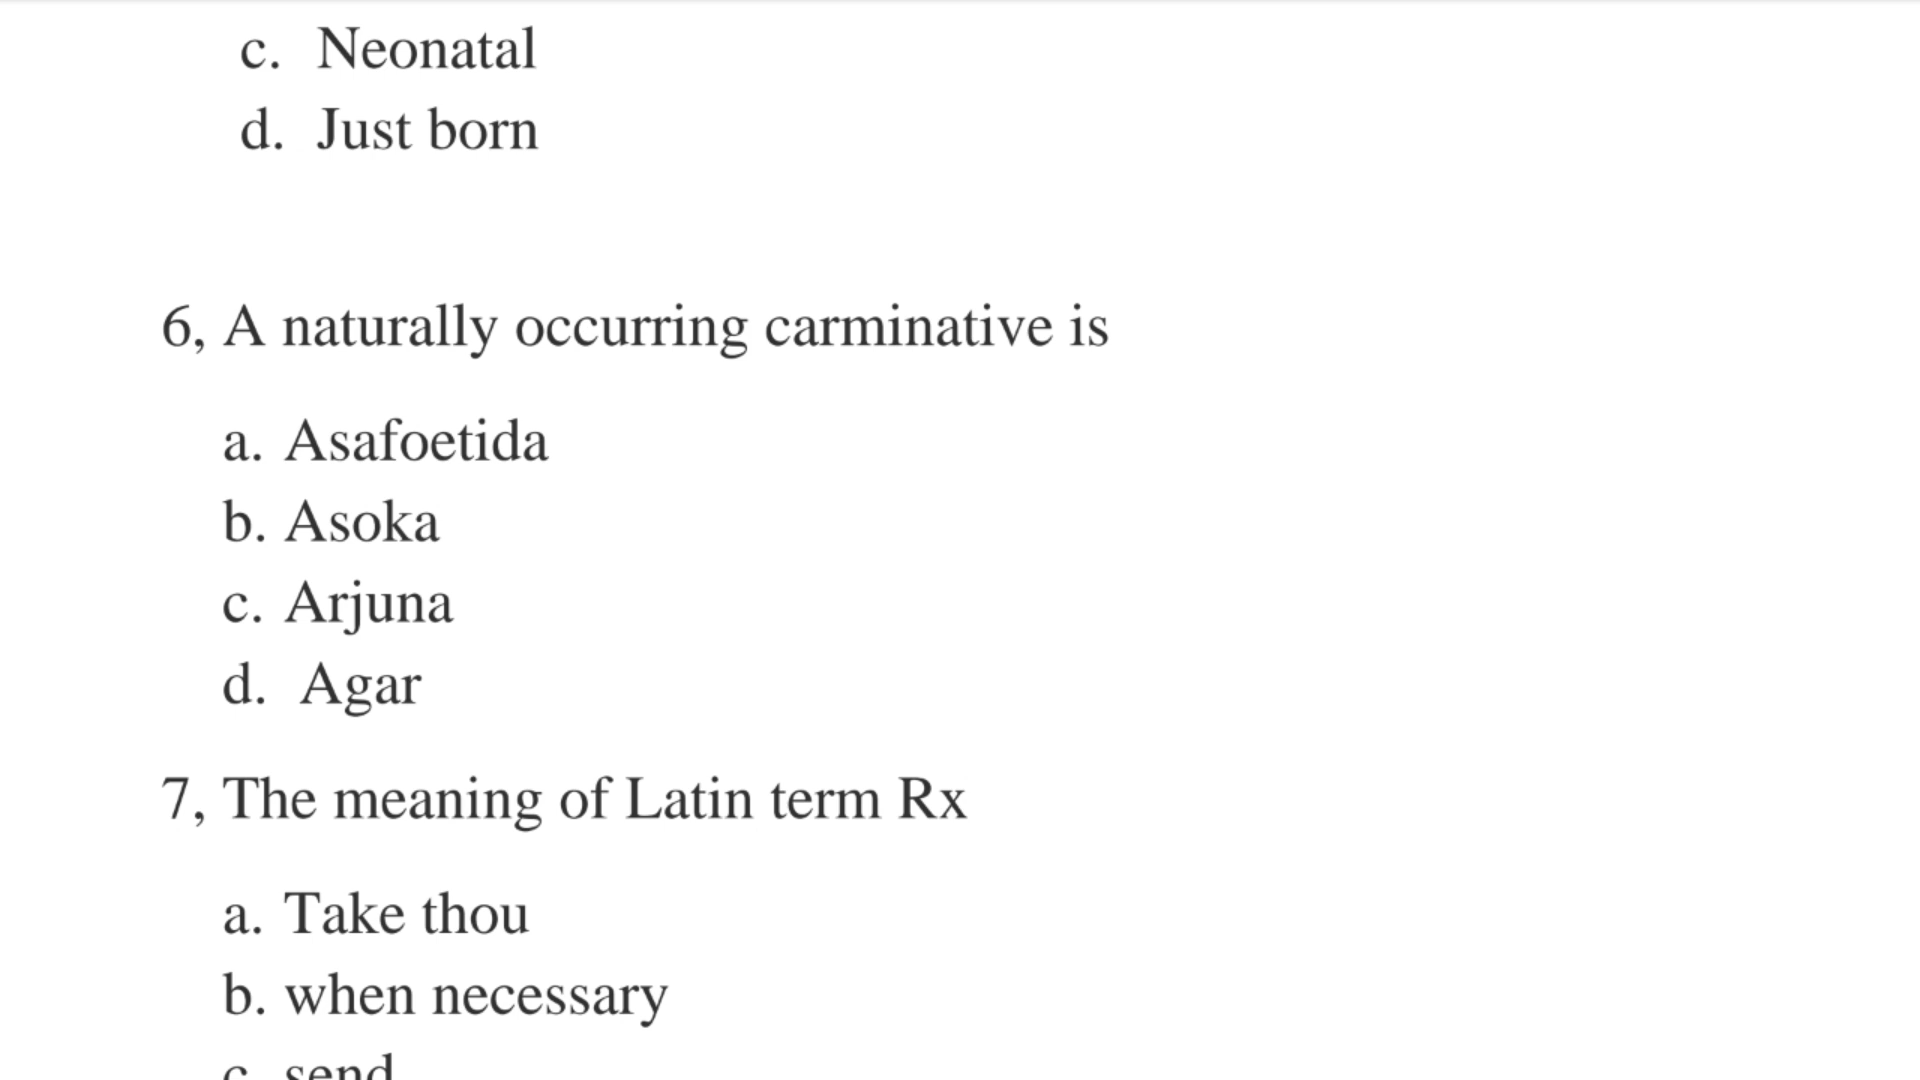 c. Neonatal
d. Just born
6, A naturally occurring carminative is
a. Asafoetida
b. Asoka
c. Arjuna
d. Agar
7, The meaning of Latin term Rx
a. Take thou
b. when necessary
c. send